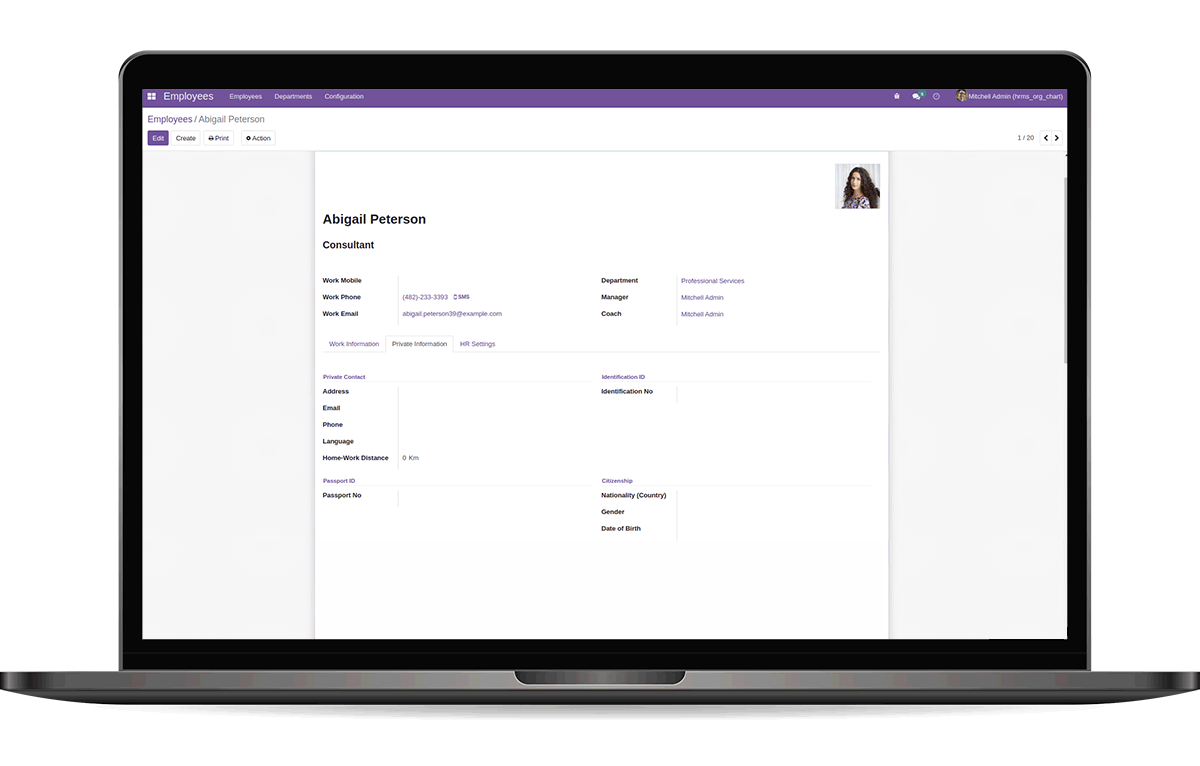 Employees Employees Departments Configuration Mitchell Admin (hrms_org_chart)
Employees / Abigail Peterson
Edit Create Print Action 1 / 20
Abigail Peterson
Consultant
Work Mobile Department Professional Services
Work Phone (482)-233-3393 SMS Manager Mitchell Admin
Work Email abigail.peterson39@example.com Coach Mitchell Admin
Work Information Private Information HR Settings
Private Contact Identification ID
Address Identification No
Email
Phone
Language
Home-Work Distance 0 Km
Passport ID Citizenship
Passport No Nationality (Country)
Gender
Date of Birth